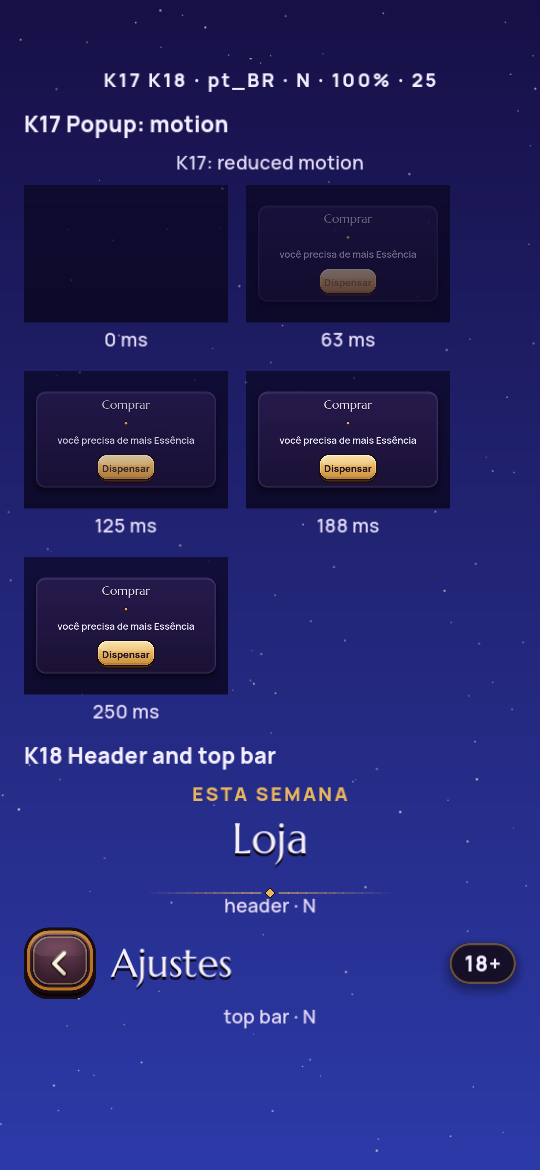 K17 K18 · pt_BR · N · 100% · 25
K17 Popup: motion
K17: reduced motion
Comprar
você precisa de mais Essência
Dispensar
0 ms
63 ms
Comprar
você precisa de mais Essência
Dispensar
Comprar
você precisa de mais Essência
Dispensar
125 ms
188 ms
Comprar
você precisa de mais Essência
Dispensar
250 ms
K18 Header and top bar
ESTA SEMANA
Loja
header · N
Ajustes
18+
top bar · N